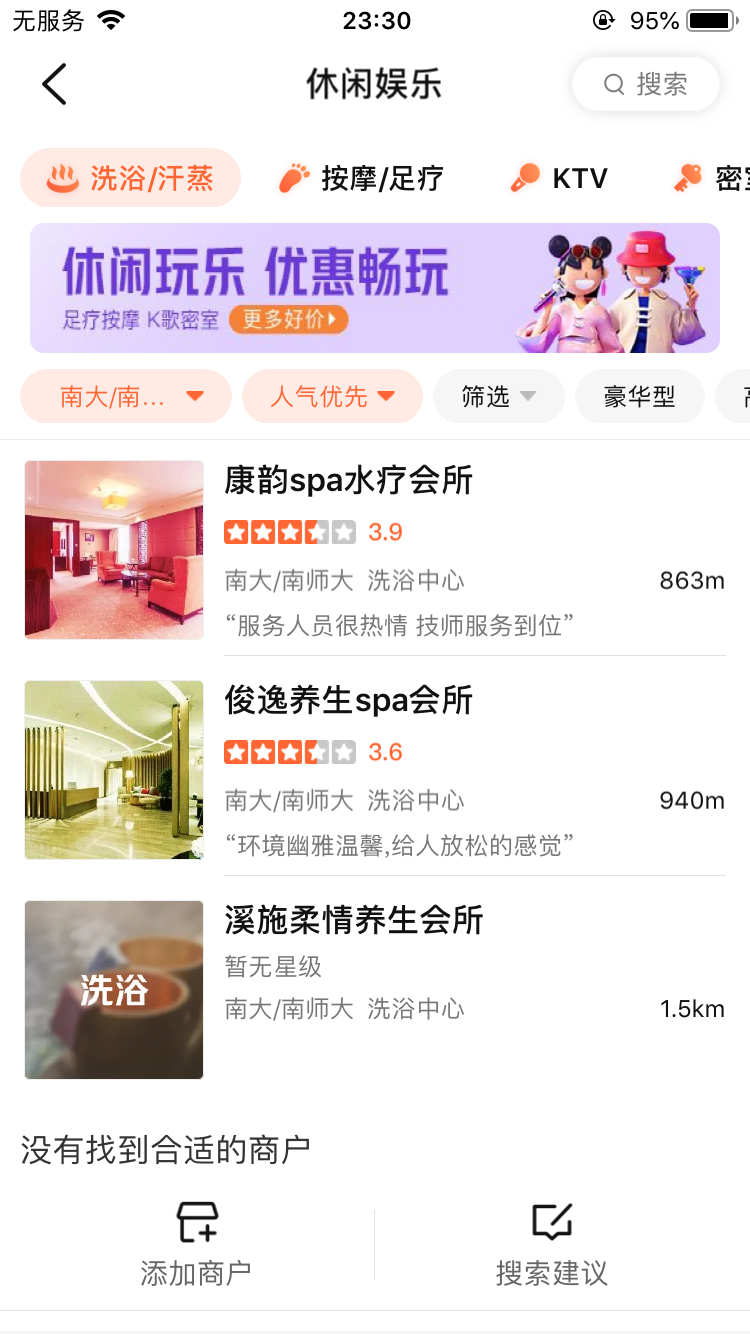 无服务 23:30 95%
休闲娱乐 搜索
洗浴/汗蒸 按摩/足疗 KTV 密室
休闲玩乐 优惠畅玩
足疗按摩 K歌密室 更多好价
南大/南... 人气优先 筛选 豪华型
康韵spa水疗会所
3.9
南大/南师大 洗浴中心 863m
“服务人员很热情 技师服务到位”
俊逸养生spa会所
3.6
南大/南师大 洗浴中心 940m
“环境幽雅温馨,给人放松的感觉”
洗浴
溪施柔情养生会所
暂无星级
南大/南师大 洗浴中心 1.5km
没有找到合适的商户
添加商户 搜索建议